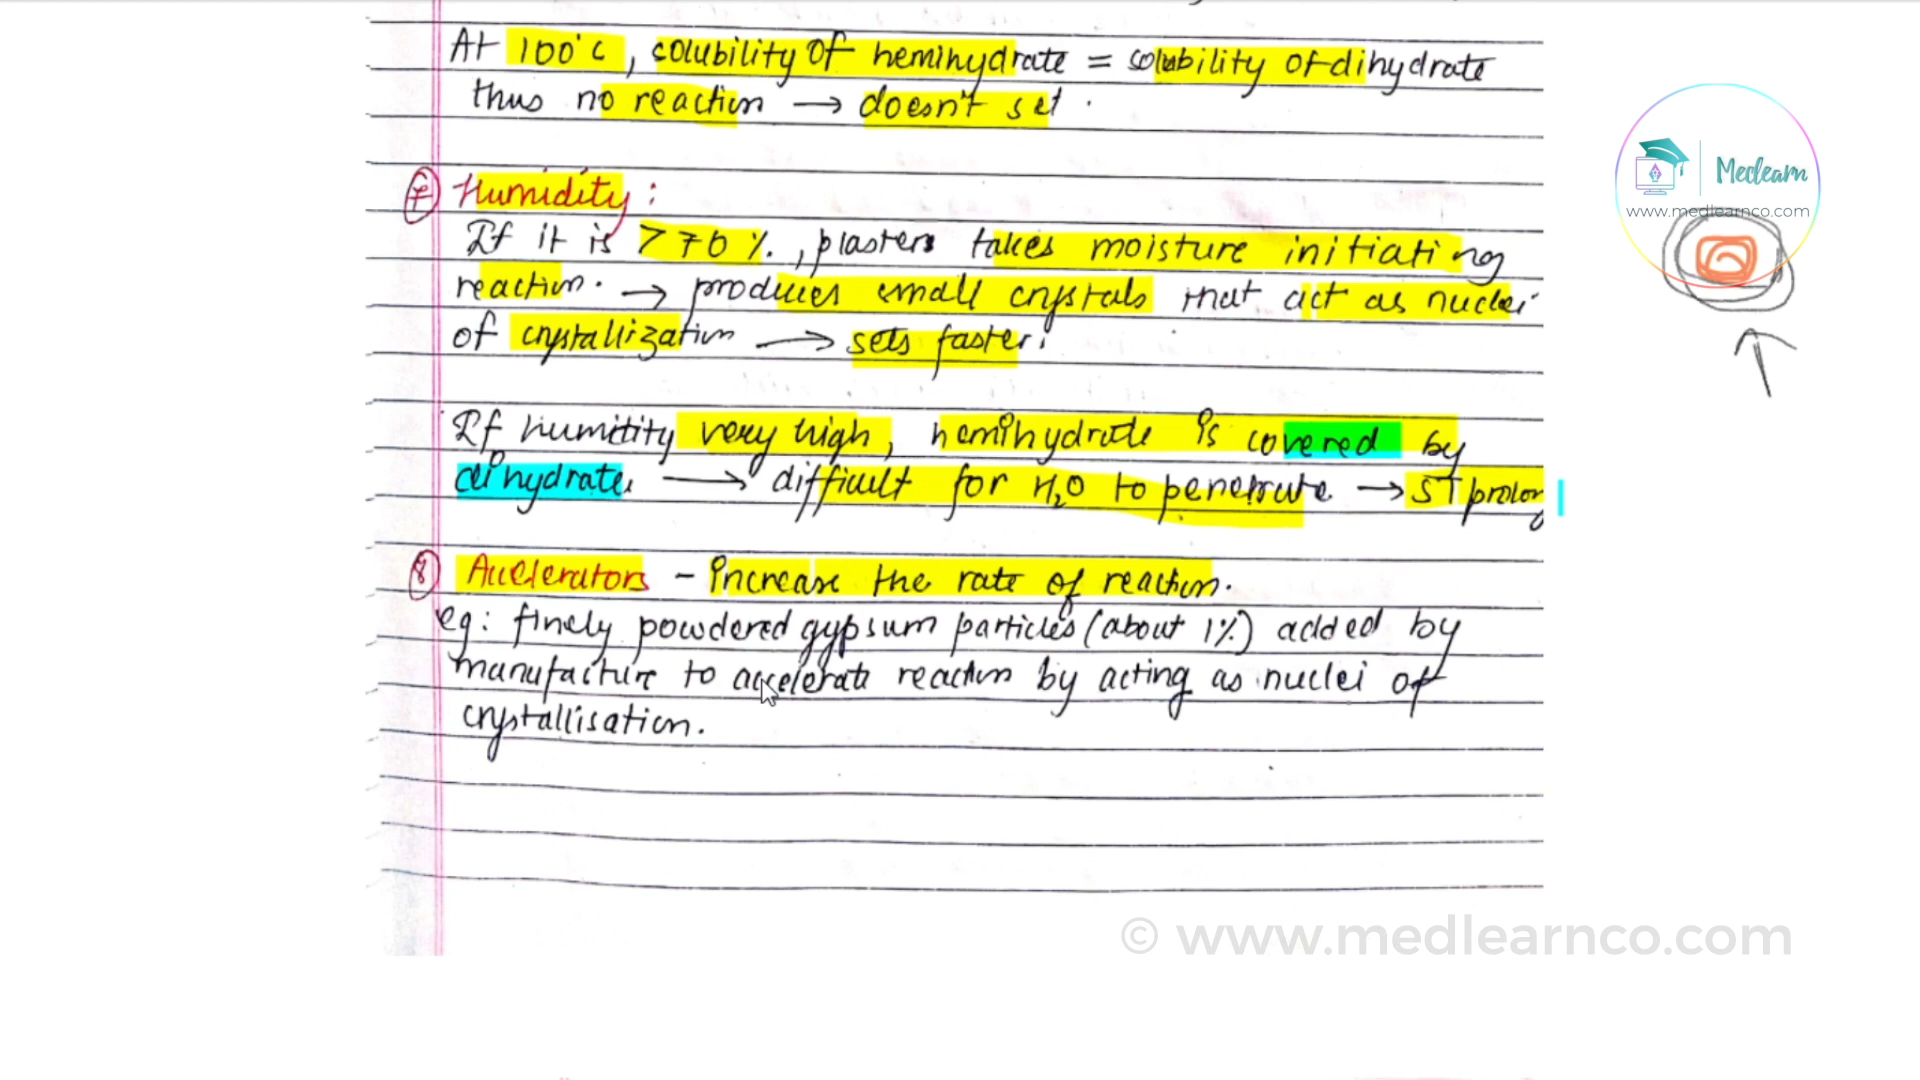 At 100°C, solubility of hemihydrate = solubility of dihydrate
thus no reaction → doesn't set.
f Humidity:
If it is > 70 %., plasters takes moisture initiating
reaction. → produces small crystals that act as nuclei
of crystallization → sets faster.
If humitity very high, hemihydrate is covered by
dihydrate. → difficult for H₂O to penetrate → ST prolong
g Accelerators - Increase the rate of reaction.
eg: finely powdered gypsum particles (about 1%) added by
manufacture to accelerate reaction by acting as nuclei of
crystallisation.
Medlearn
www.medlearnco.com
© www.medlearnco.com